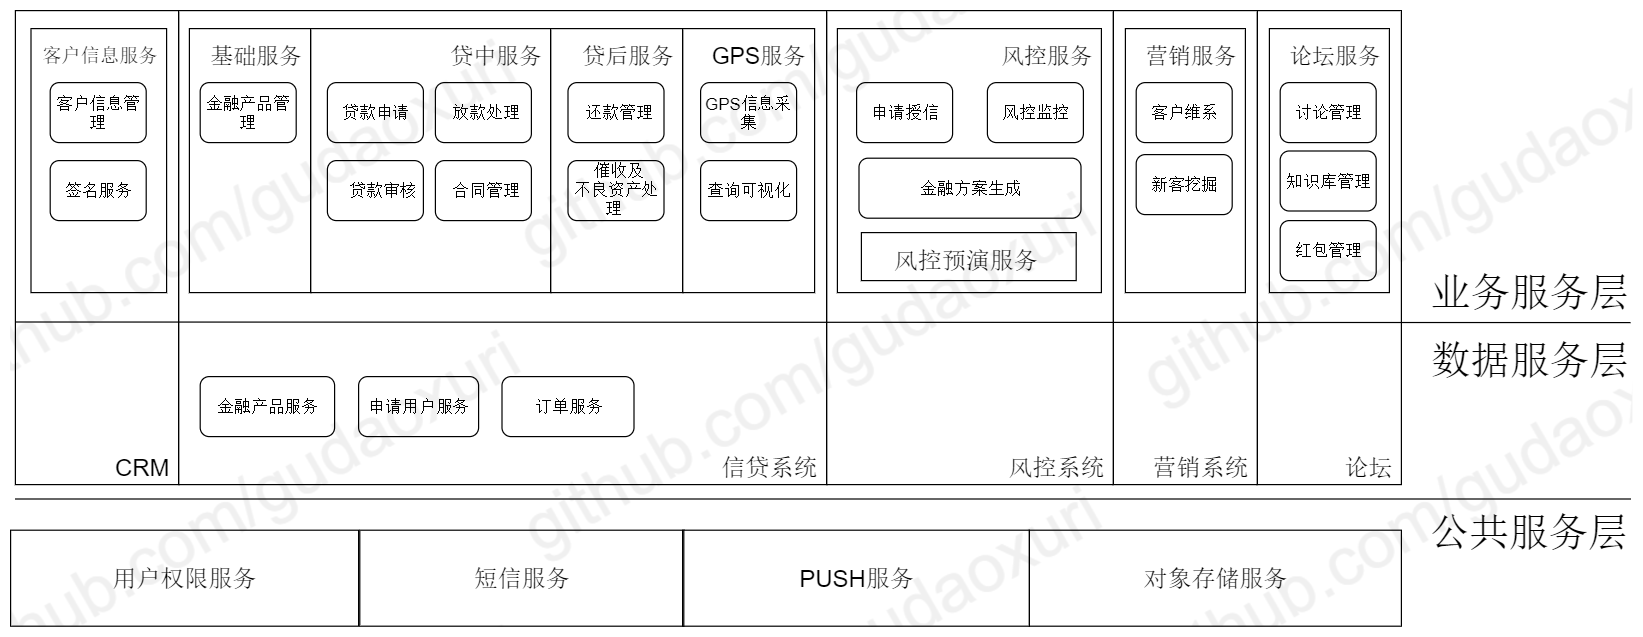 客户信息服务
客户信息管
理
签名服务
基础服务
金融产品管
理
贷中服务
贷款申请
放款处理
贷款审核
合同管理
贷后服务
还款管理
催收及
不良资产处
理
GPS服务
GPS信息采
集
查询可视化
风控服务
申请授信
风控监控
金融方案生成
风控预演服务
营销服务
客户维系
新客挖掘
论坛服务
讨论管理
知识库管理
红包管理
业务服务层
数据服务层
金融产品服务
申请用户服务
订单服务
CRM
信贷系统
风控系统
营销系统
论坛
公共服务层
用户权限服务
短信服务
PUSH服务
对象存储服务
github.com/gudaoxuri